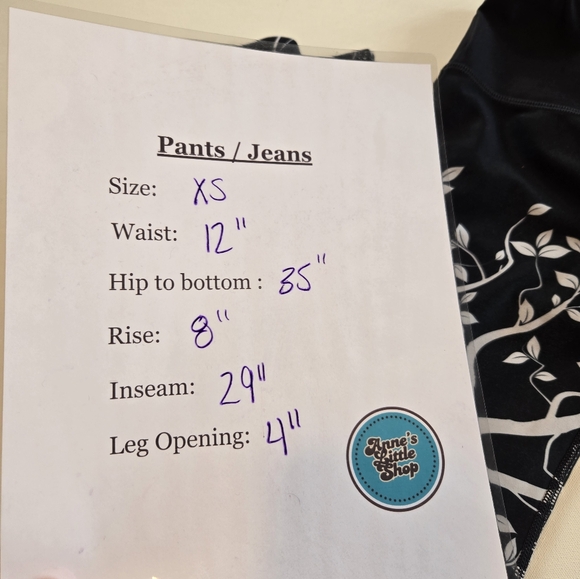 Pants / Jeans
Size: XS
Waist: 12"
Hip to bottom : 35"
Rise: 8"
Inseam: 29"
Leg Opening: 4"
Anne's
Little
Shop